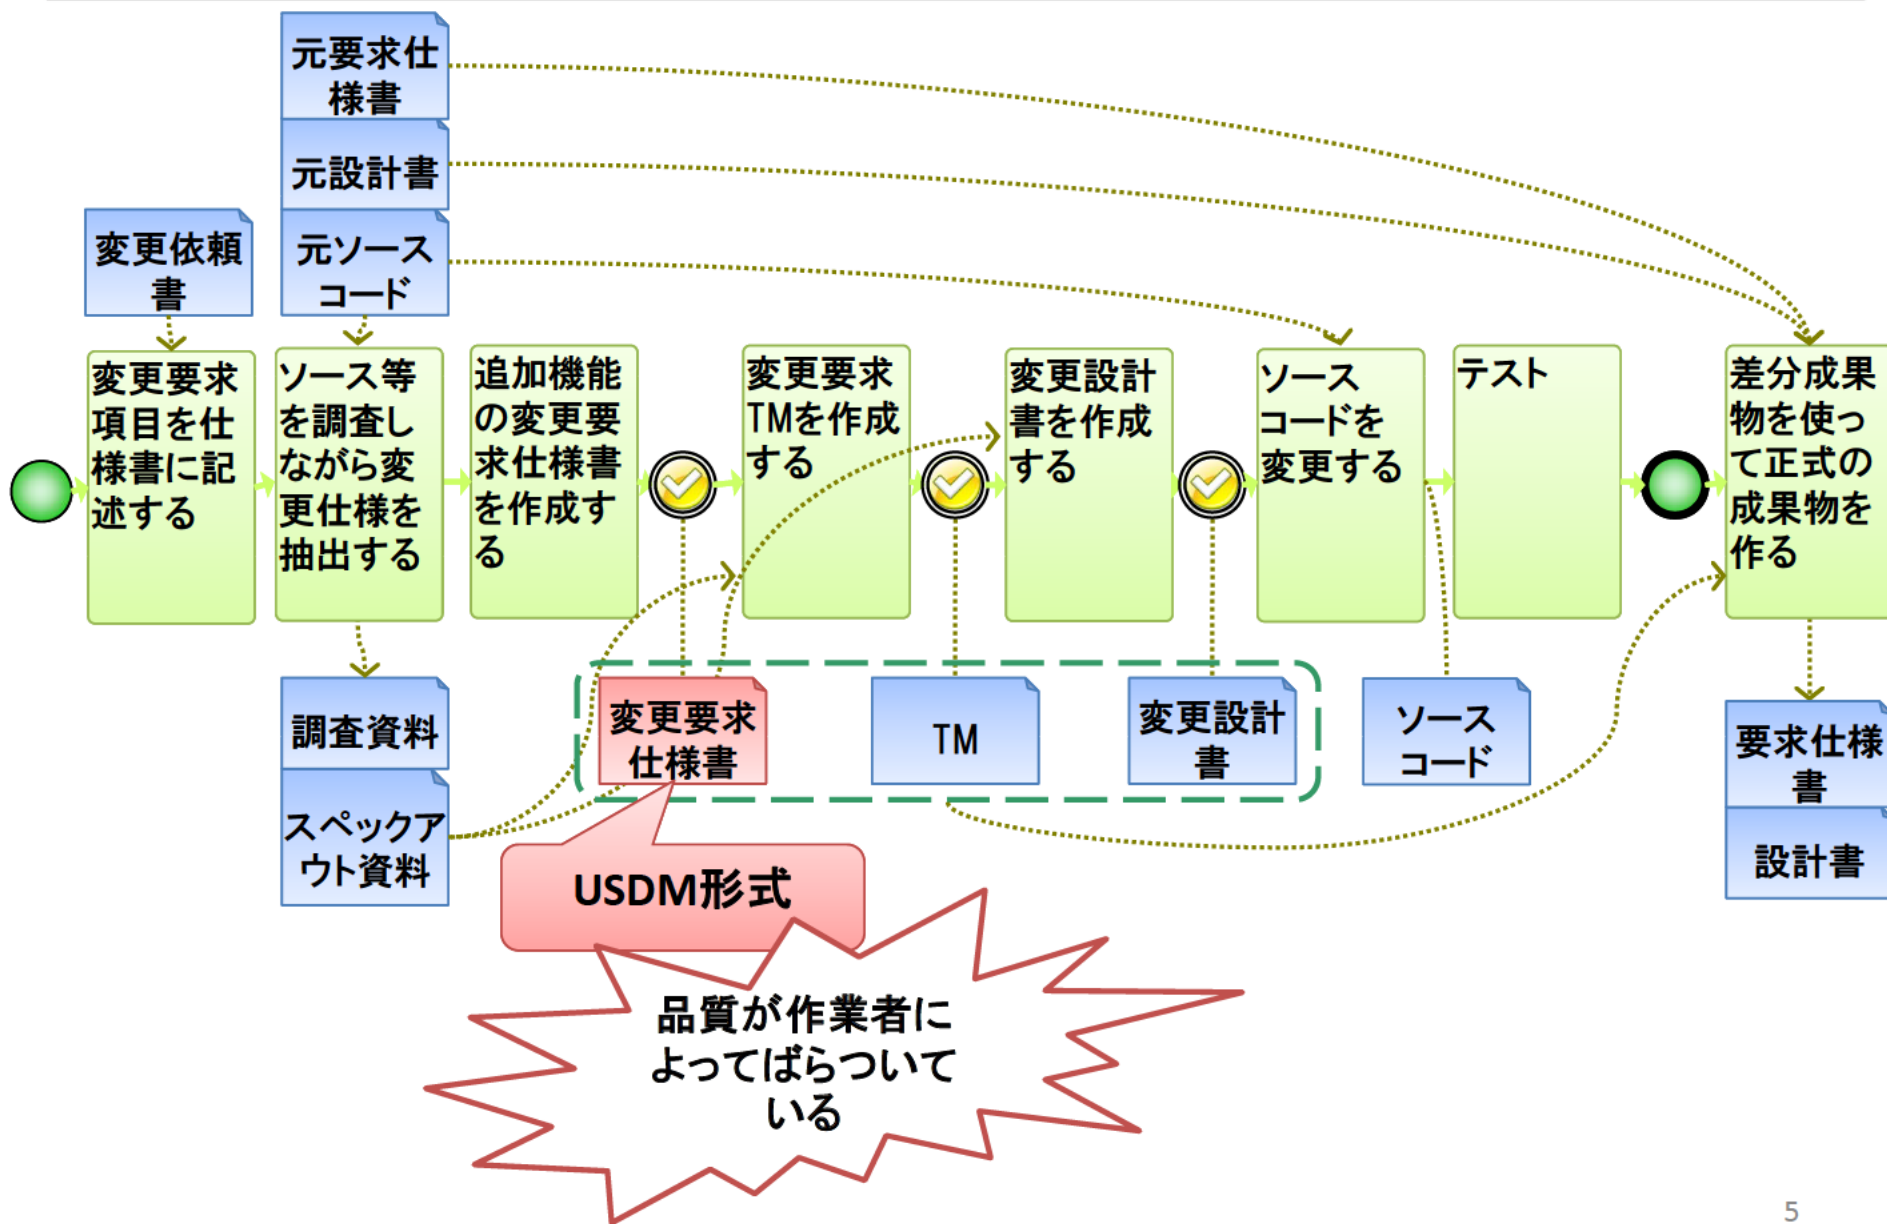 元要求仕
様書
元設計書
元ソース
コード
変更依頼
書
変更要求
項目を仕
様書に記
述する
ソース等
を調査し
ながら変
更仕様を
抽出する
追加機能
の変更要
求仕様書
を作成す
る
変更要求
TMを作成
する
変更設計
書を作成
する
ソース
コードを
変更する
テスト
差分成果
物を使っ
て正式の
成果物を
作る
調査資料
スペックア
ウト資料
変更要求
仕様書
TM
変更設計
書
ソース
コード
要求仕様
書
設計書
USDM形式
品質が作業者に
よってばらついて
いる
5